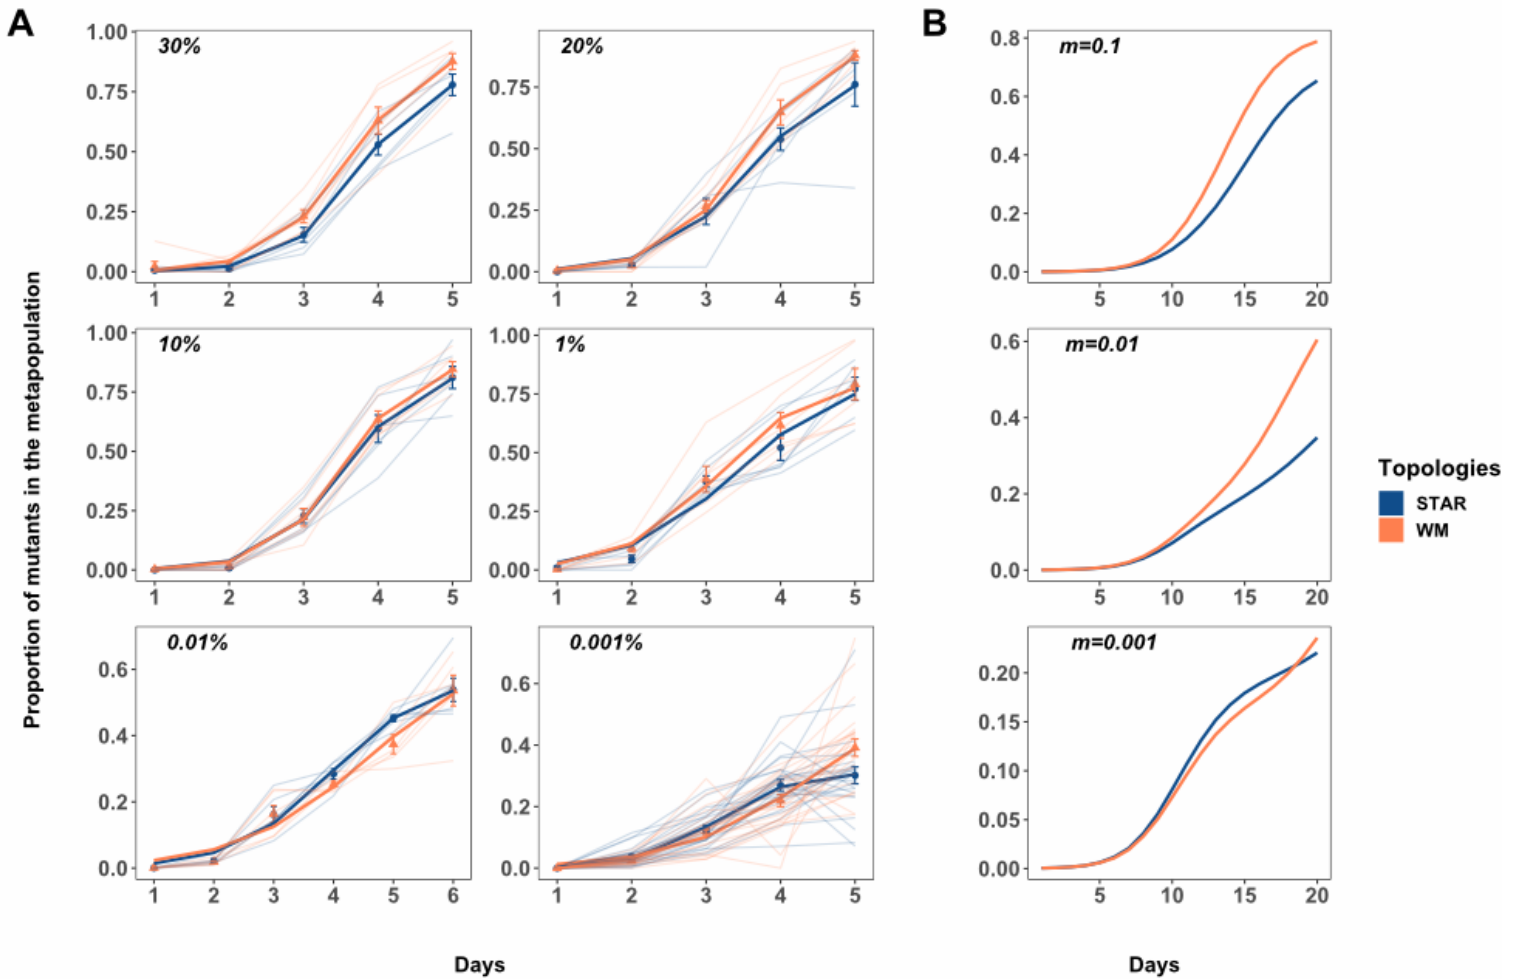 A
B
Proportion of mutants in the metapopulation
30%
1.00
0.75
0.50
0.25
0.00
1 2 3 4 5
20%
0.75
0.50
0.25
0.00
1 2 3 4 5
m=0.1
0.8
0.6
0.4
0.2
0.0
5 10 15 20
10%
1.00
0.75
0.50
0.25
0.00
1 2 3 4 5
1%
1.00
0.75
0.50
0.25
0.00
1 2 3 4 5
m=0.01
0.6
0.4
0.2
0.0
5 10 15 20
Topologies
STAR
WM
0.01%
0.6
0.4
0.2
0.0
1 2 3 4 5 6
0.001%
0.6
0.4
0.2
0.0
1 2 3 4 5
m=0.001
0.20
0.15
0.10
0.05
0.00
5 10 15 20
Days
Days